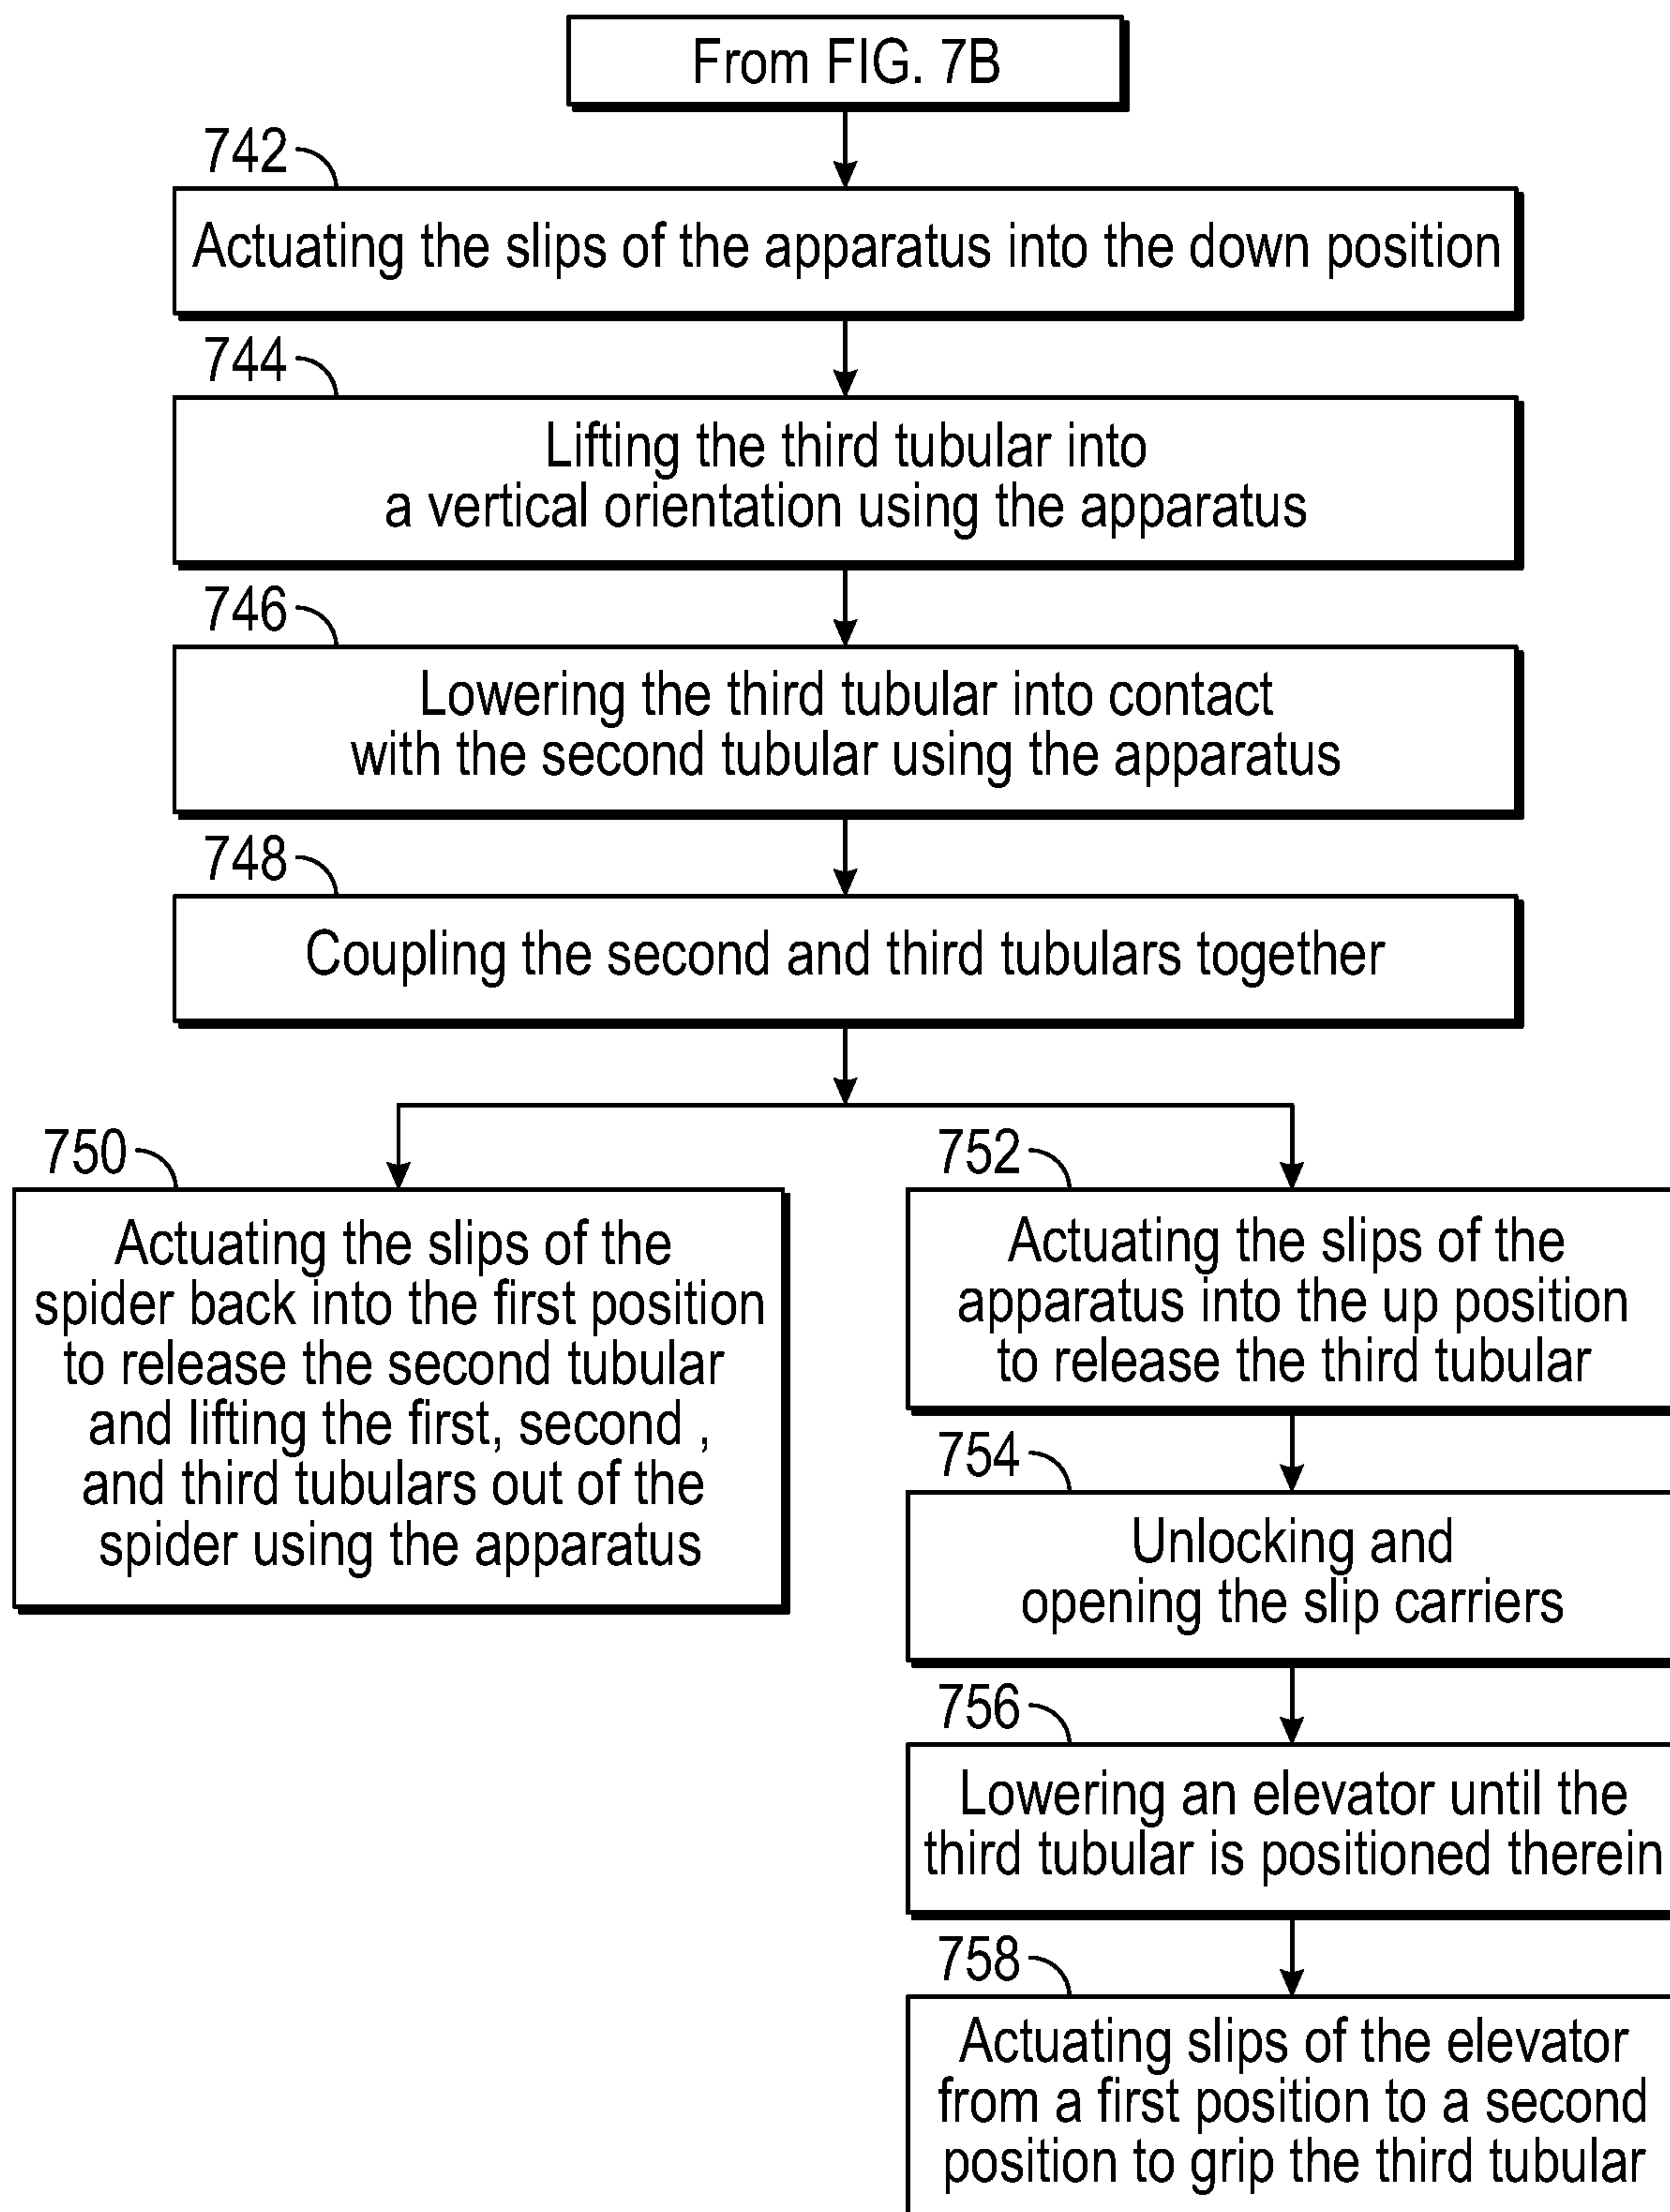 From FIG. 7B
742
Actuating the slips of the apparatus into the down position
744
Lifting the third tubular into
a vertical orientation using the apparatus
746
Lowering the third tubular into contact
with the second tubular using the apparatus
748
Coupling the second and third tubulars together
750
Actuating the slips of the
spider back into the first position
to release the second tubular
and lifting the first, second ,
and third tubulars out of the
spider using the apparatus
752
Actuating the slips of the
apparatus into the up position
to release the third tubular
754
Unlocking and
opening the slip carriers
756
Lowering an elevator until the
third tubular is positioned therein
758
Actuating slips of the elevator
from a first position to a second
position to grip the third tubular